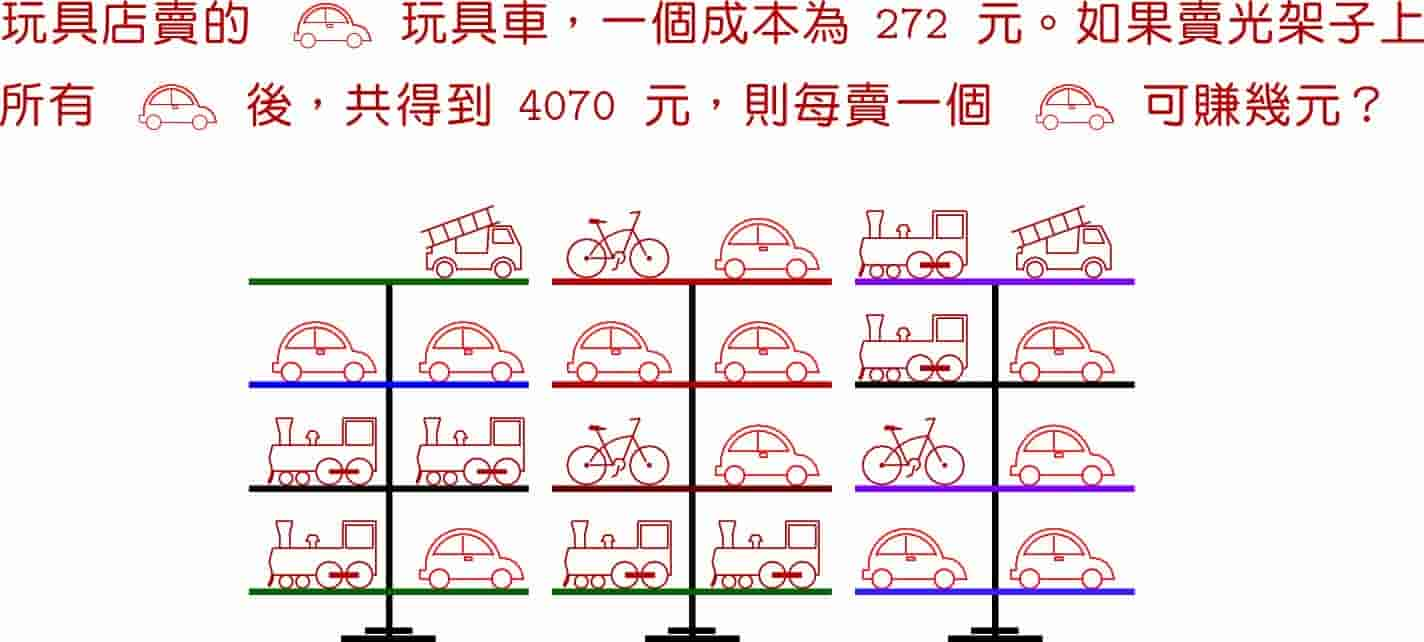 玩具店賣的 玩具車，一個成本為 272 元。如果賣光架子上
所有 後，共得到 4070 元，則每賣一個 可賺幾元？